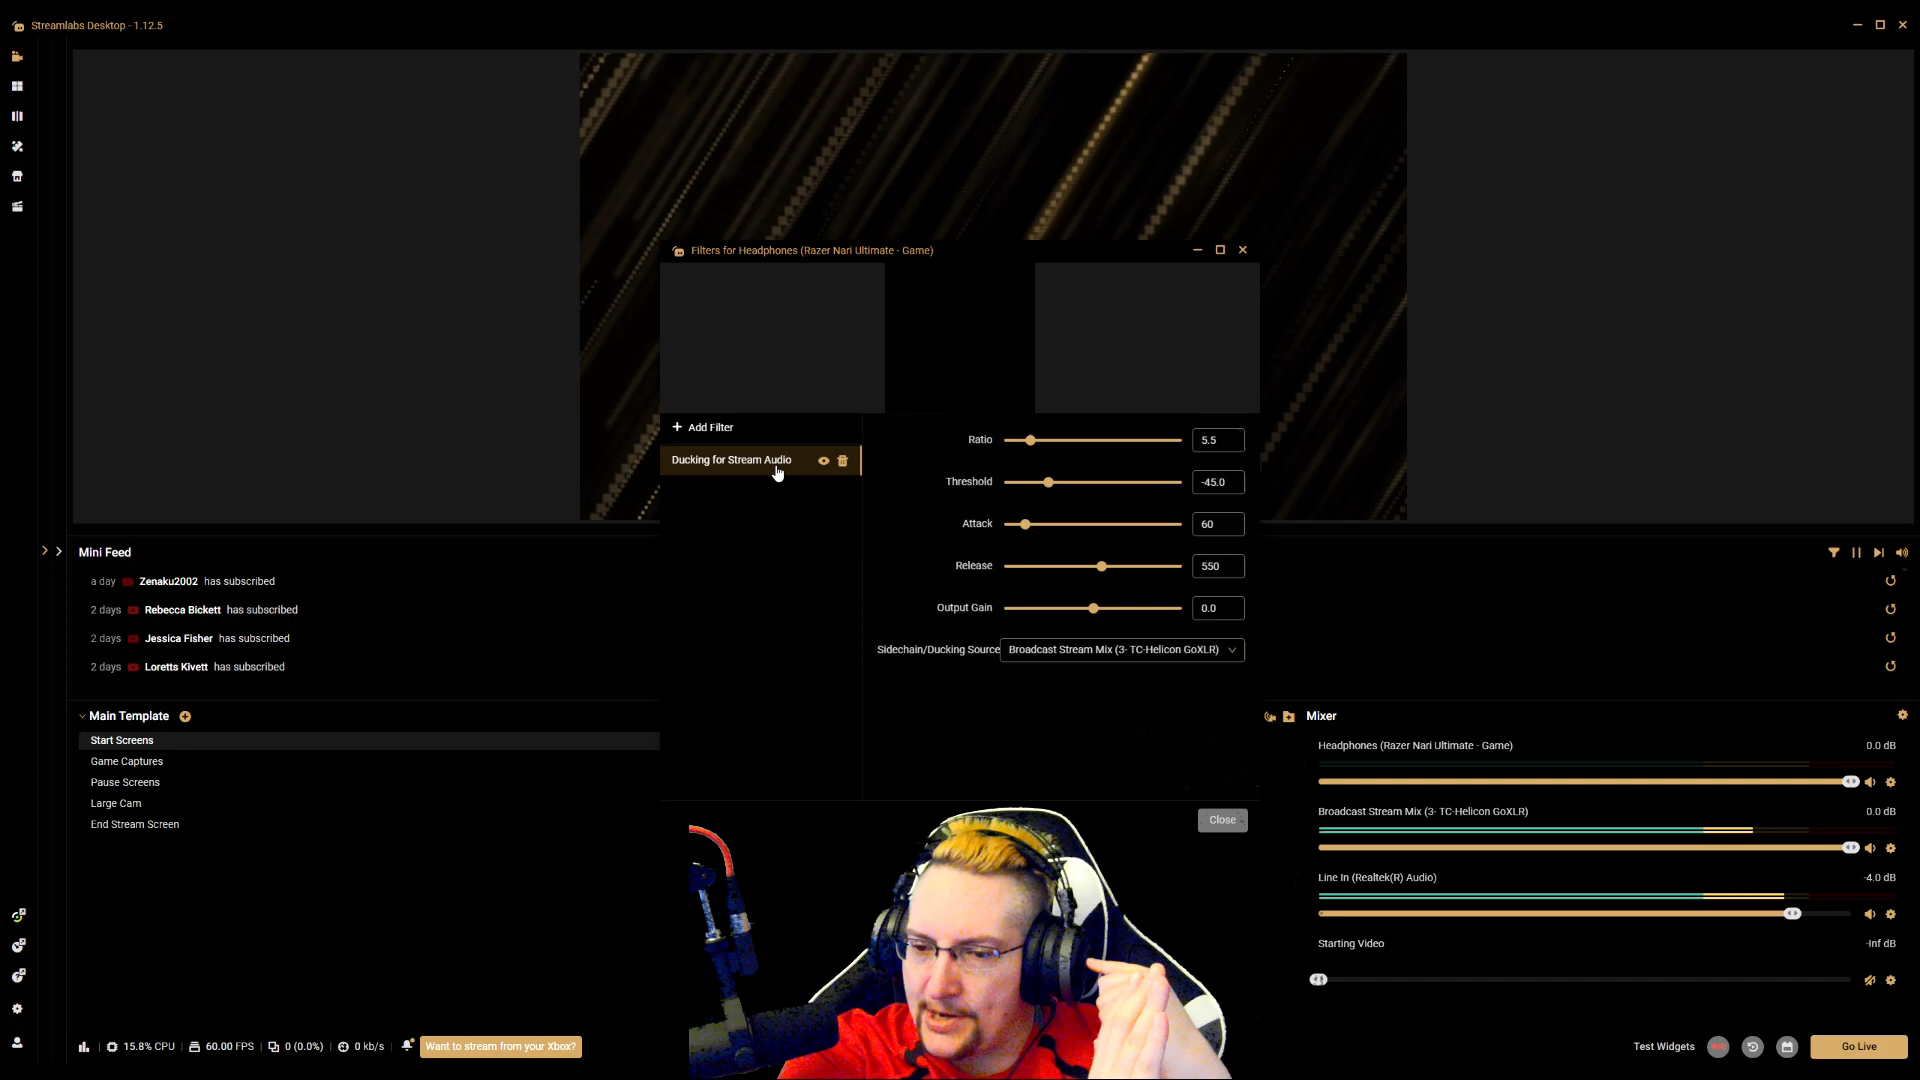 Streamlabs Desktop - 1.12.5
Filters for Headphones (Razer Nari Ultimate - Game)
Add Filter
Ducking for Stream Audio
Ratio 5.5
Threshold -45.0
Attack 60
Release 550
Output Gain 0.0
Sidechain/Ducking Source Broadcast Stream Mix (3- TC-Helicon GoXLR)
Close
Mini Feed
a day Zenaku2002 has subscribed
2 days Rebecca Bickett has subscribed
2 days Jessica Fisher has subscribed
2 days Loretts Kivett has subscribed
Main Template
Start Screens
Game Captures
Pause Screens
Large Cam
End Stream Screen
Mixer
Headphones (Razer Nari Ultimate - Game) 0.0 dB
Broadcast Stream Mix (3- TC-Helicon GoXLR) 0.0 dB
Line In (Realtek(R) Audio) -4.0 dB
Starting Video -Inf dB
15.8% CPU 60.00 FPS 0 (0.0%) 0 kb/s Want to stream from your Xbox?
Test Widgets REC Go Live